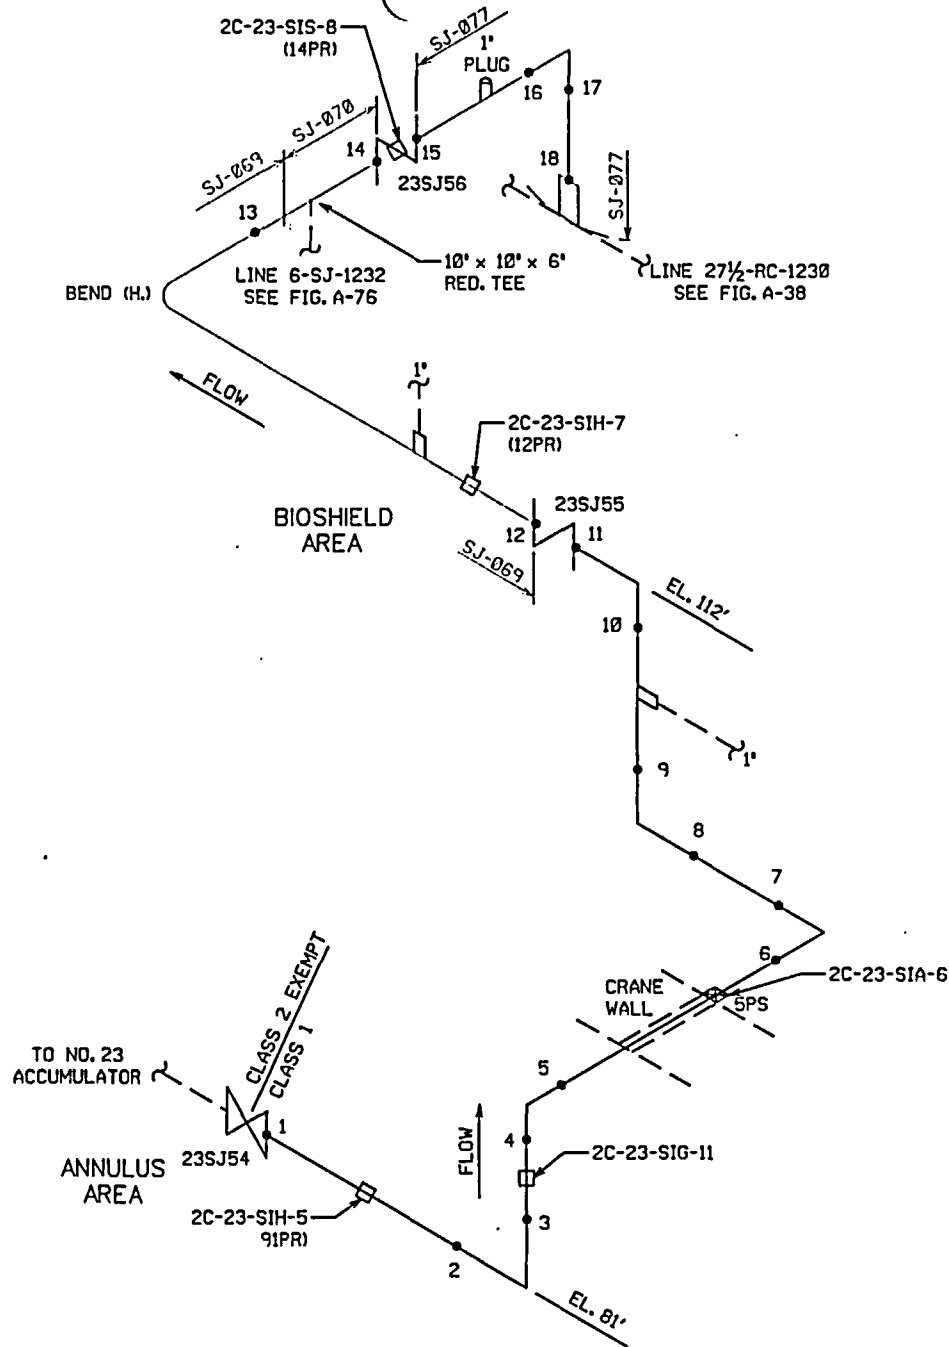 2C-23-SIS-8
(14PR)
SJ-077
1"
PLUG
16
17
SJ-070
SJ-069
14
15
23SJ56
18
SJ-077
13
10" x 10" x 6"
RED. TEE
LINE 6-SJ-1232
SEE FIG. A-76
LINE 27½-RC-1230
SEE FIG. A-38
BEND (H.)
FLOW
1"
2C-23-SIH-7
(12PR)
BIOSHIELD
AREA
23SJ55
12
11
SJ-069
EL. 112'
10
1"
9
8
7
6
2C-23-SIA-6
CRANE
WALL
5PS
CLASS 2 EXEMPT
CLASS 1
TO NO. 23
ACCUMULATOR
5
1
4
FLOW
23SJ54
2C-23-SIG-11
ANNULUS
AREA
2C-23-SIH-5
91PR)
3
2
EL. 81'